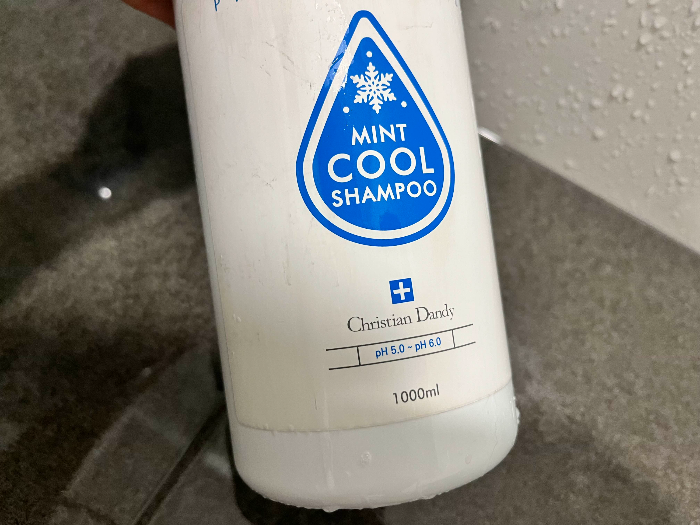 MINT
COOL
SHAMPOO
Christian Dandy
pH 5.0 ~ pH 6.0
1000ml